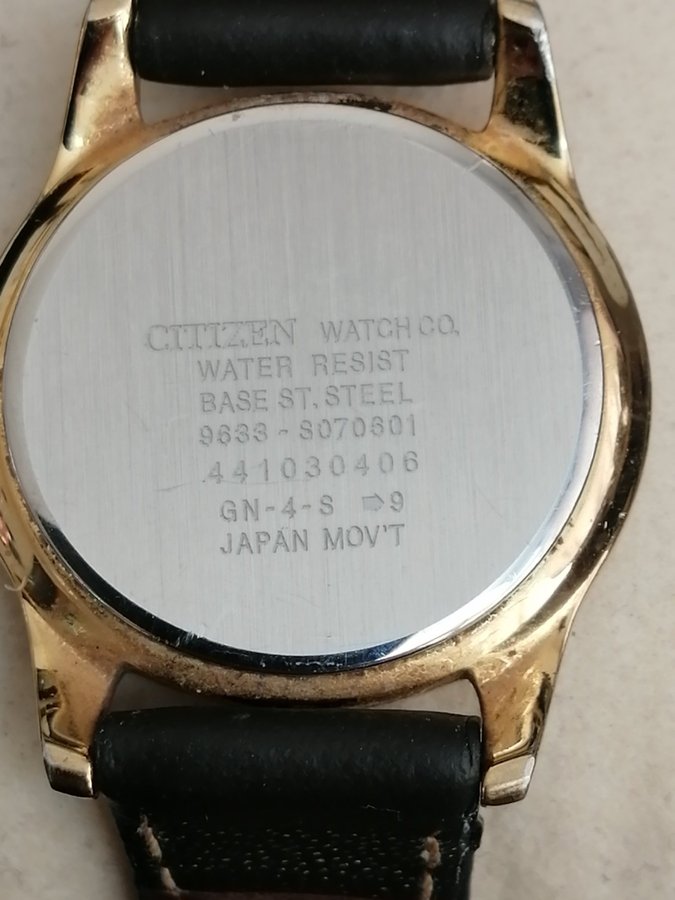 CITIZEN WATCH CO.
WATER RESIST
BASE ST. STEEL
9633-S070601
441030406
GN-4-S ⇨9
JAPAN MOV'T